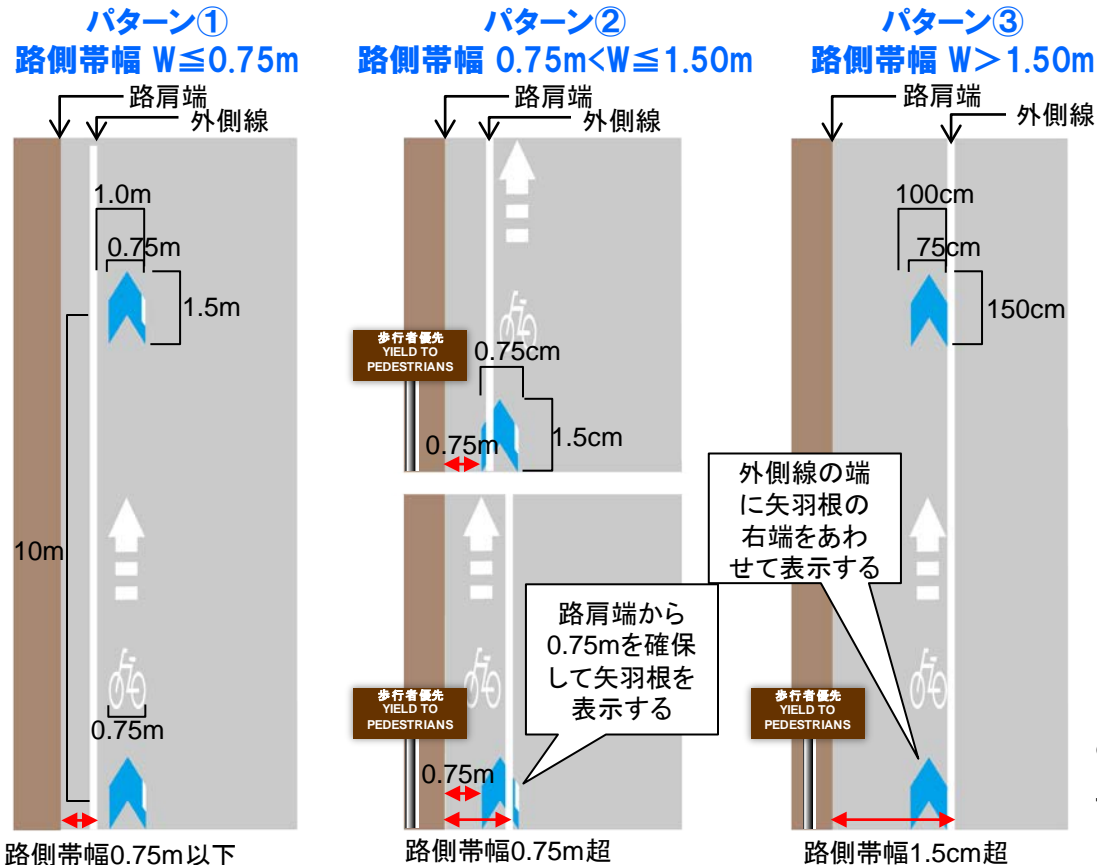 パターン①
路側帯幅 W≦0.75m
路肩端
外側線
1.0m
0.75m
1.5m
10m
0.75m
路側帯幅0.75m以下
パターン②
路側帯幅 0.75m<W≦1.50m
路肩端
外側線
歩行者優先
YIELD TO
PEDESTRIANS
0.75cm
1.5cm
0.75m
路肩端から
0.75mを確保
して矢羽根を
表示する
歩行者優先
YIELD TO
PEDESTRIANS
0.75m
路側帯幅0.75m超
パターン③
路側帯幅 W＞1.50m
路肩端
外側線
100cm
75cm
150cm
外側線の端
に矢羽根の
右端をあわ
せて表示する
歩行者優先
YIELD TO
PEDESTRIANS
路側帯幅1.5cm超